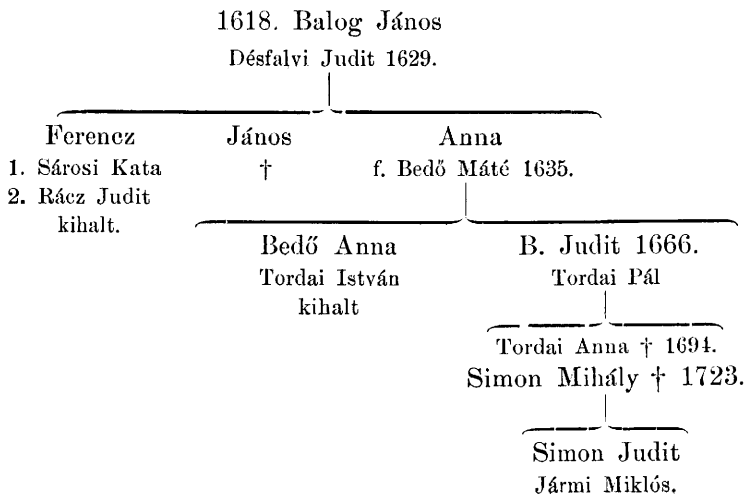 1618. Balog János
Désfalvi Judit 1629.
Ferencz János Anna
1. Sárosi Kata † f. Bedő Máté 1635.
2. Rácz Judit
kihalt.
Bedő Anna B. Judit 1666.
Tordai István Tordai Pál
kihalt
Tordai Anna † 1694.
Simon Mihály † 1723.
Simon Judit
Jármi Miklós.